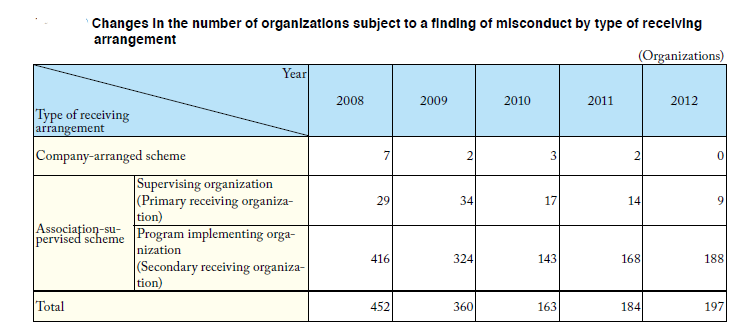 Changes in the number of organizations subject to a finding of misconduct by type of receiving
arrangement
(Organizations)
Year
Type of receiving
arrangement
2008 2009 2010 2011 2012
Company-arranged scheme 7 2 3 2 0
Association-su-
pervised scheme
Supervising organization
(Primary receiving organiza-
tion)
29 34 17 14 9
Program implementing orga-
nization
(Secondary receiving organiza-
tion)
416 324 143 168 188
Total 452 360 163 184 197